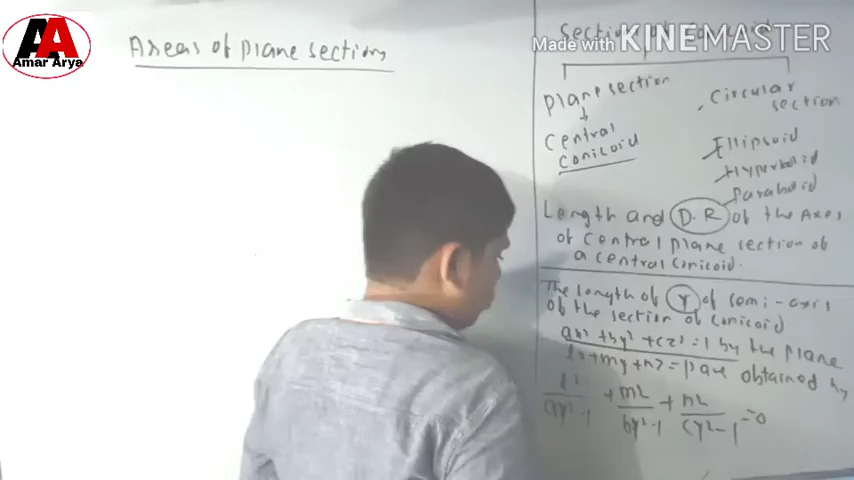 AA
Amar Arya
Areas of plane section
Section of
Made with KINEMASTER
Plane section
Central
Conicoid
Circular
section
Ellipsoid
Hyperboloid
Paraboloid
Length and D.R of the Axes
of Central plane section of
a central conicoid.
The length of r of semi-axis
of the section of conicoid
ax² + by² + cz² = 1 by the plane
lx+my+nz=p are obtained by
l²/(ar²-1) + m²/(br²-1) + n²/(cr²-1) = 0